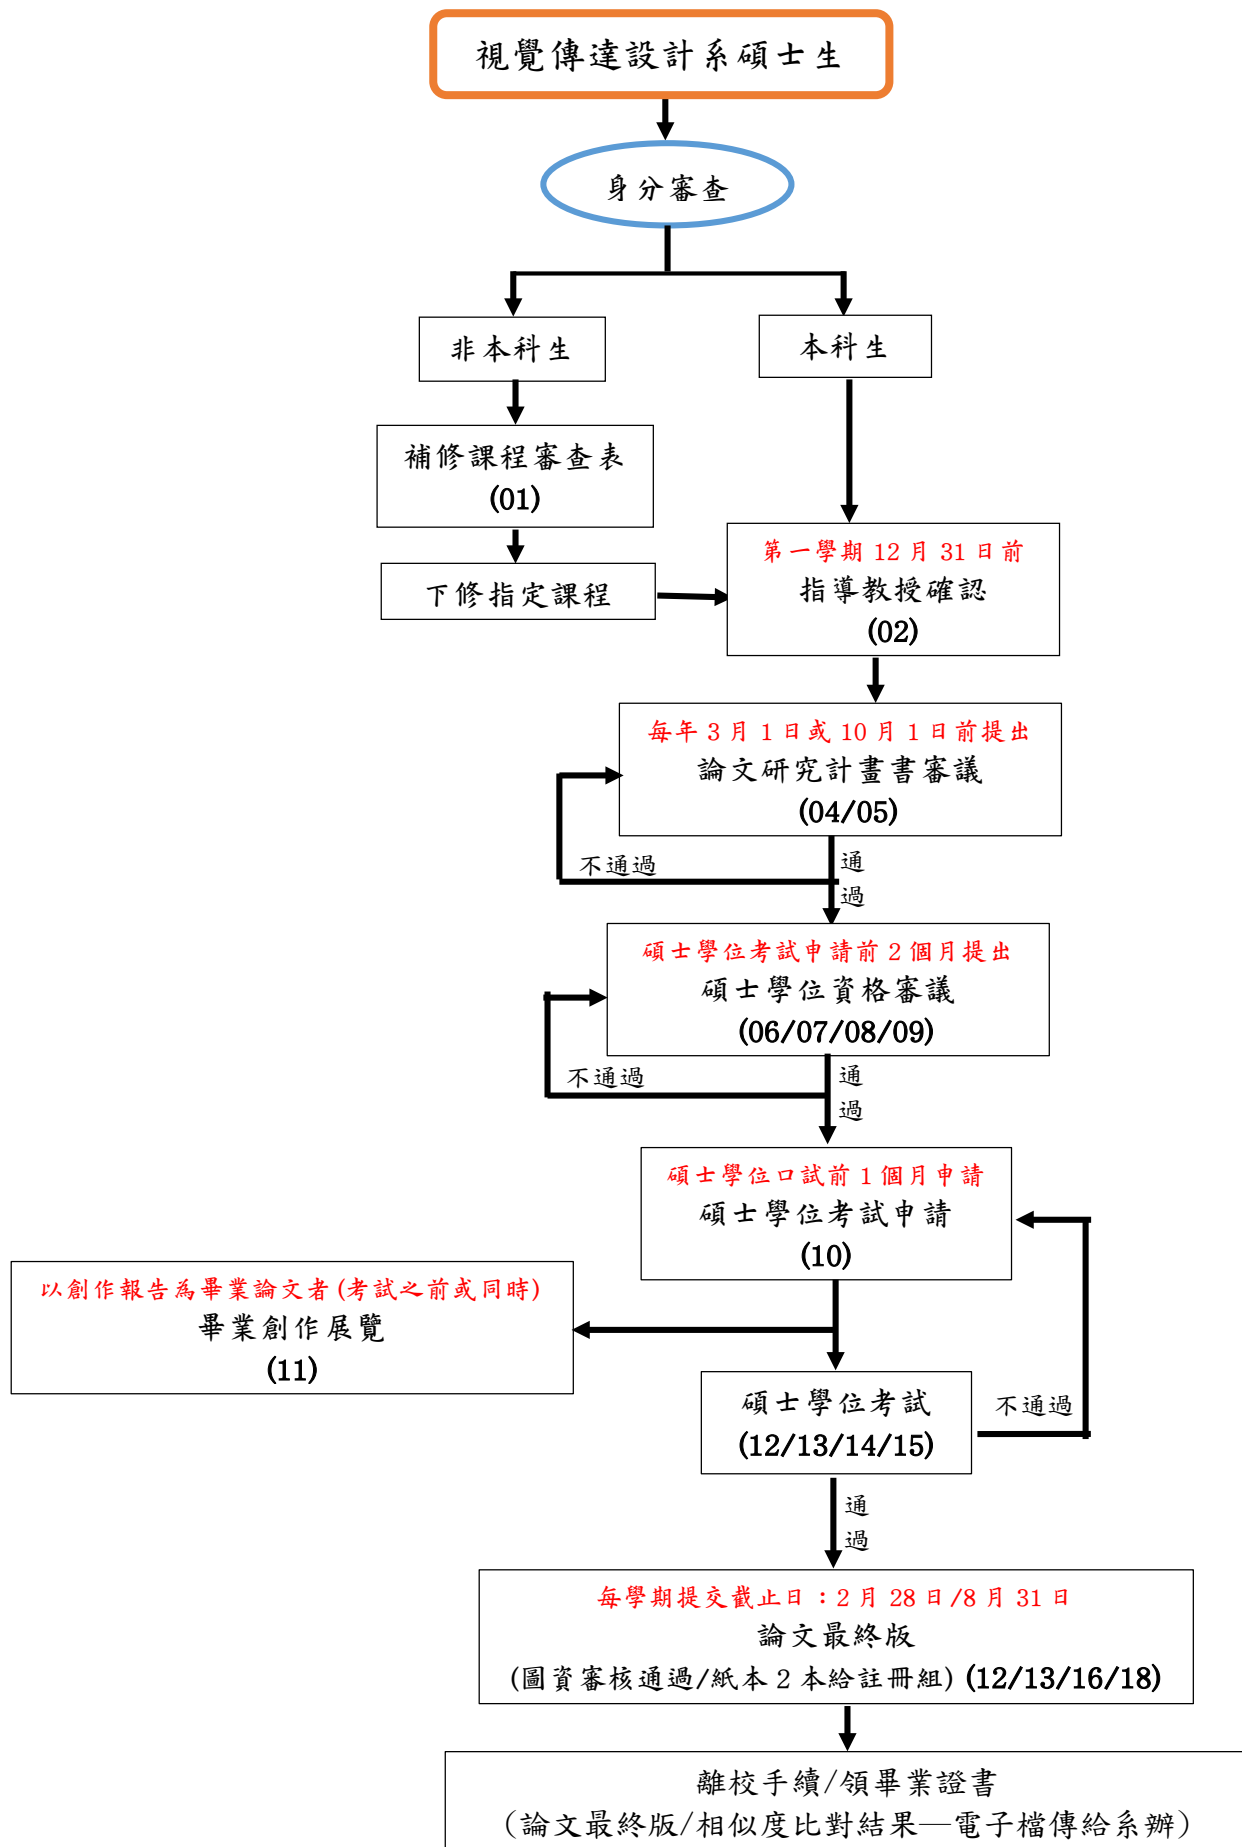 視覺傳達設計系碩士生
身分審查
非本科生
本科生
補修課程審查表
(01)
下修指定課程
第一學期 12 月 31 日前
指導教授確認
(02)
每年 3 月 1 日或 10 月 1 日前提出
論文研究計畫書審議
(04/05)
不通過
通
過
碩士學位考試申請前 2 個月提出
碩士學位資格審議
(06/07/08/09)
不通過
通
過
碩士學位口試前 1 個月申請
碩士學位考試申請
(10)
以創作報告為畢業論文者(考試之前或同時)
畢業創作展覽
(11)
碩士學位考試
(12/13/14/15)
不通過
通
過
每學期提交截止日：2 月 28 日/8 月 31 日
論文最終版
(圖資審核通過/紙本 2 本給註冊組) (12/13/16/18)
離校手續/領畢業證書
（論文最終版/相似度比對結果—電子檔傳給系辦）